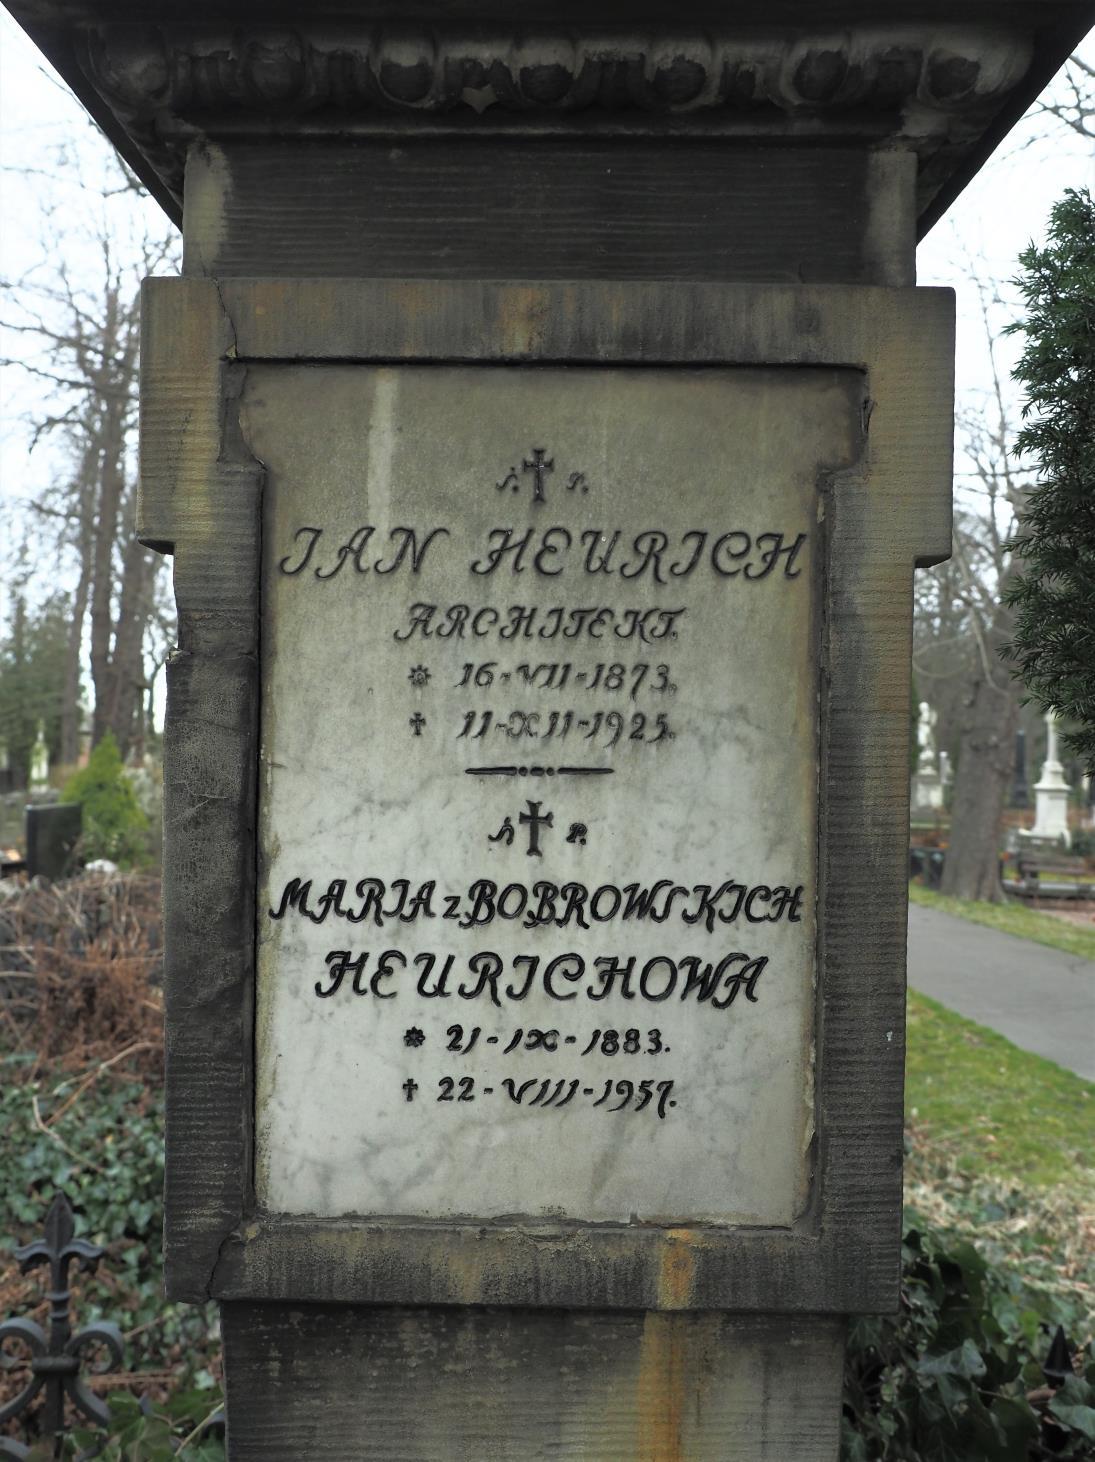 Ś. P.
JAN HEURICH
ARCHITEKT.
* 16-VII-1873.
† 11-XII-1925.
Ś P.
MARIA z BOBROWSKICH
HEURICHOWA
* 21-IX-1883.
† 22-VIII-1957.